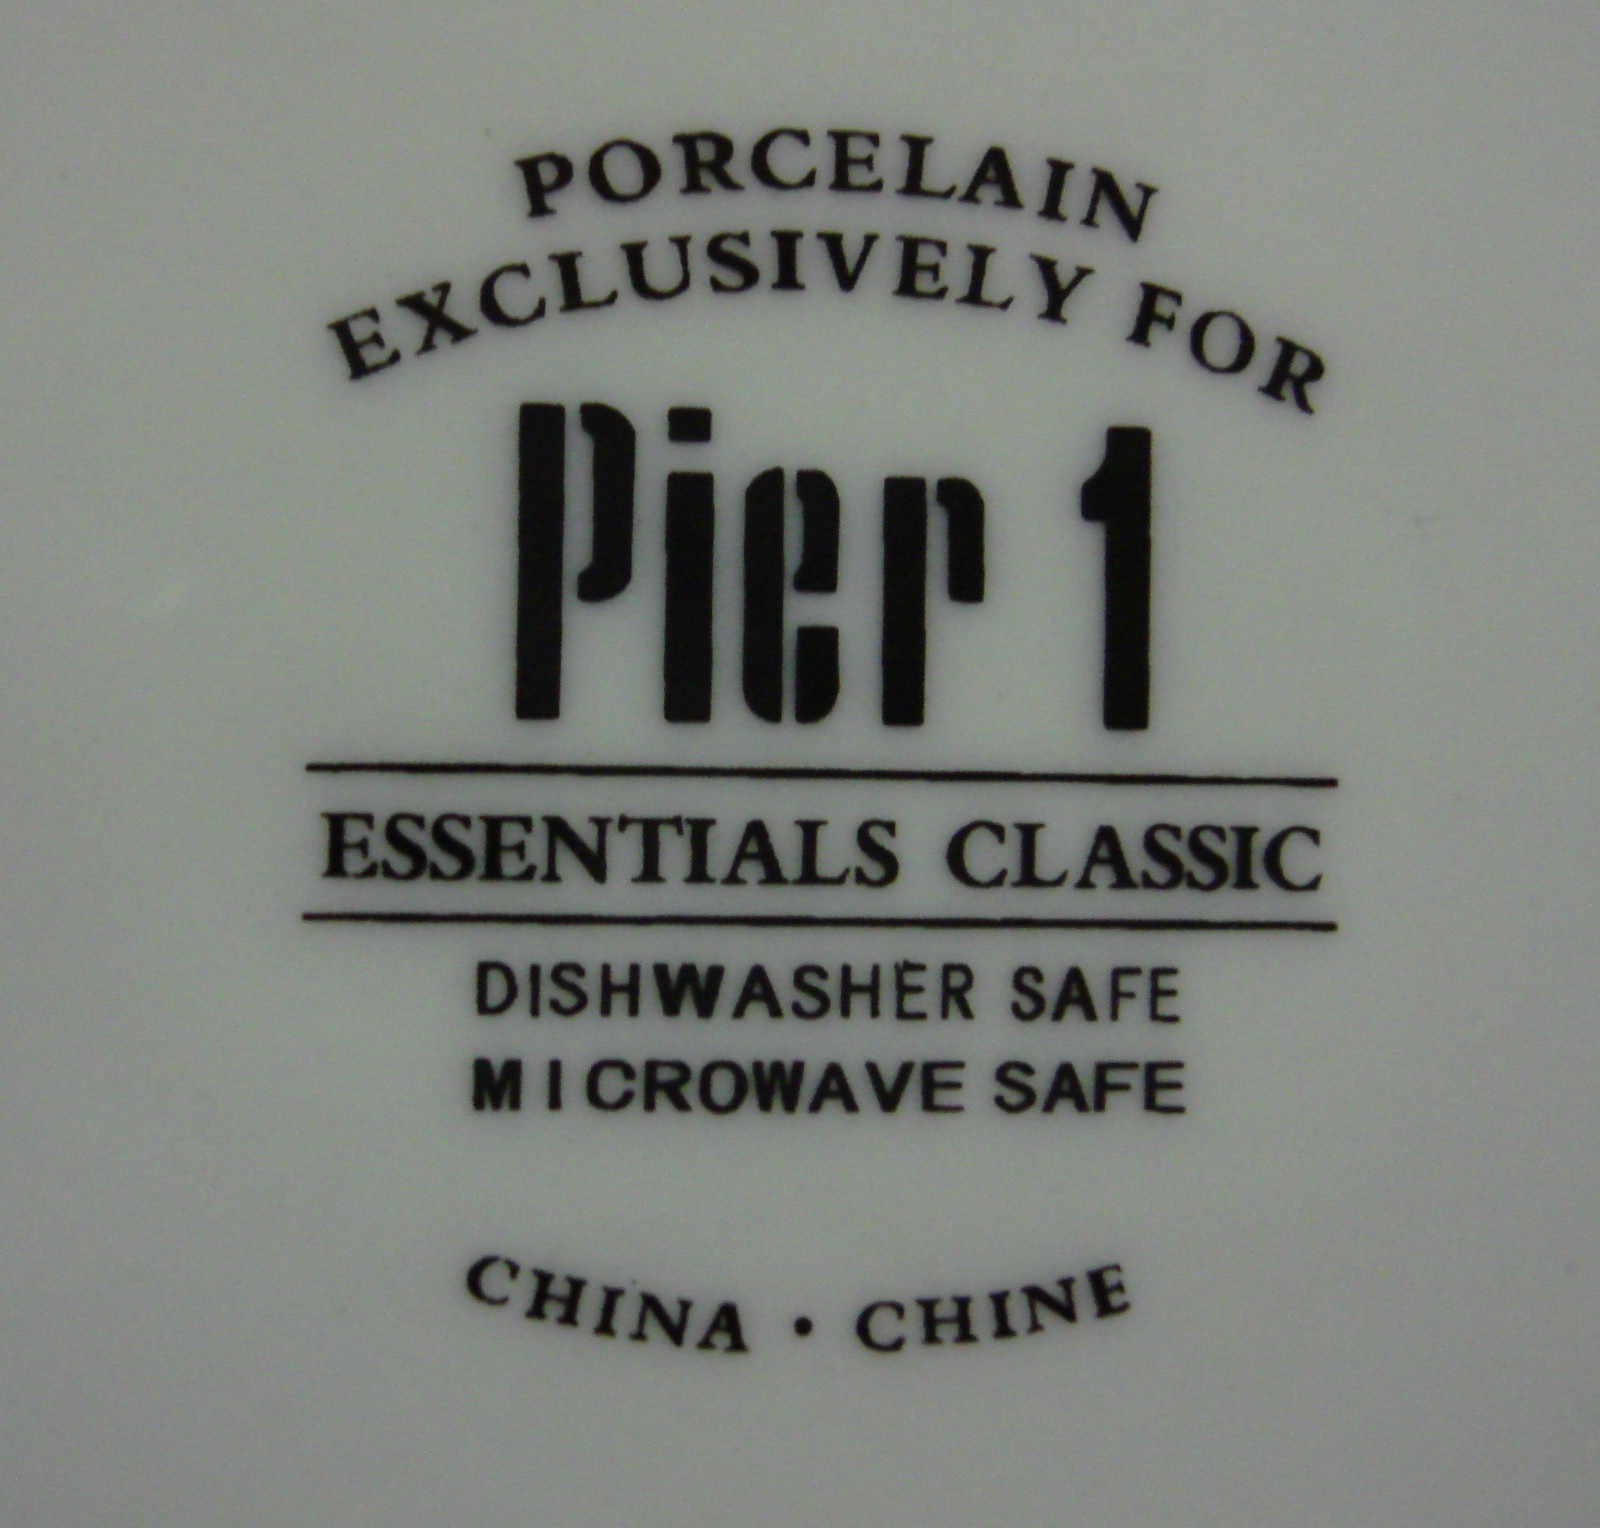 PORCELAIN
EXCLUSIVELY FOR
Pier 1
ESSENTIALS CLASSIC
DISHWASHER SAFE
MICROWAVE SAFE
CHINA · CHINE